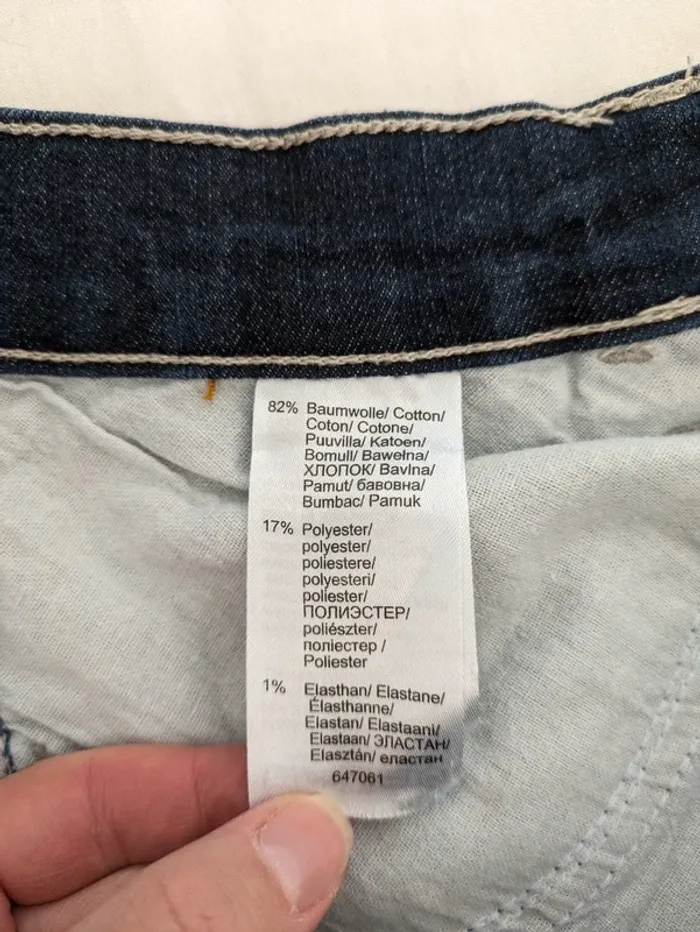 82% Baumwolle/ Cotton/
Coton/ Cotone/
Puuvilla/ Katoen/
Bomull/ Bawełna/
ХЛОПОК/ Bavlna/
Pamut/ бавовна/
Bumbac/ Pamuk
17% Polyester/
polyester/
poliestere/
polyesteri/
poliester/
ПОЛИЭСТЕР/
poliészter/
поліестер /
Poliester
1% Elasthan/ Elastane/
Élasthanne/
Elastan/ Elastaani/
Elastaan/ ЭЛАСТАН/
Elasztán/ еластан
647061